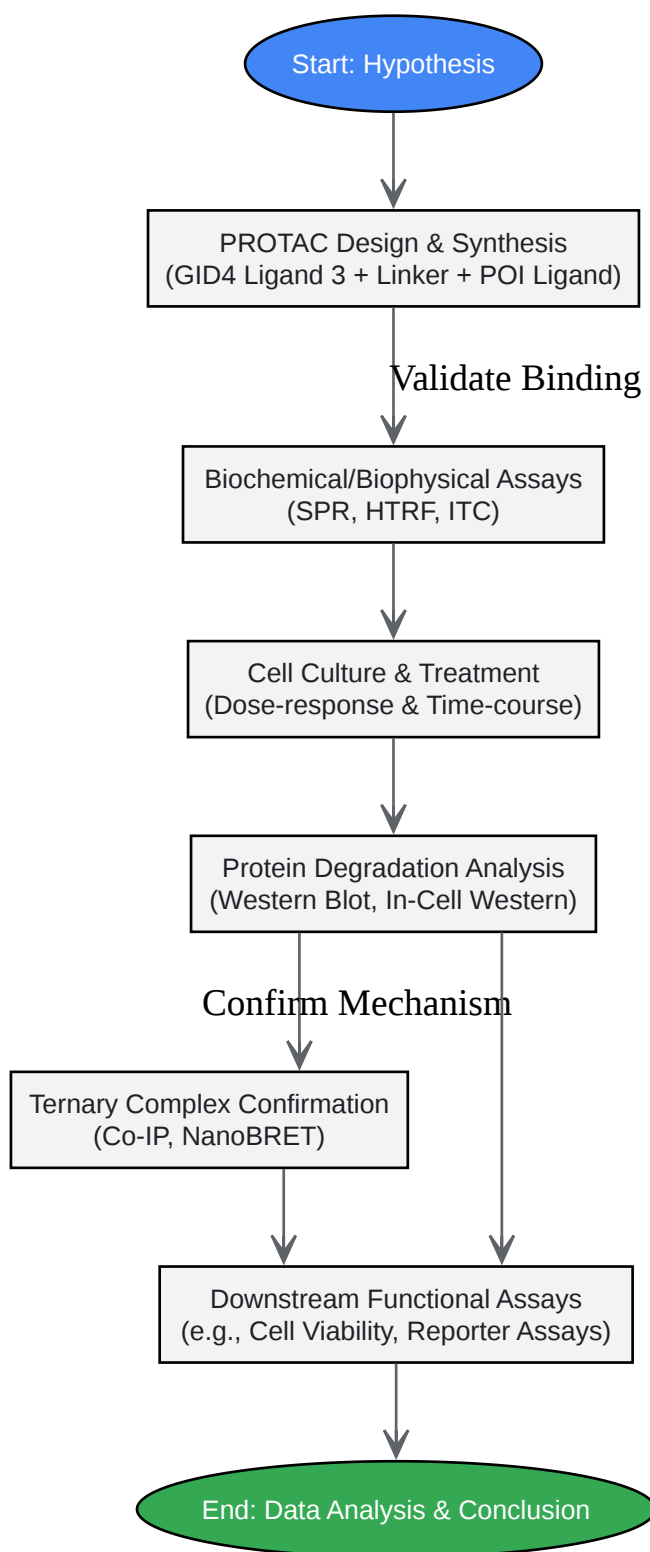 Start: Hypothesis
PROTAC Design & Synthesis
(GID4 Ligand 3 + Linker + POI Ligand)
Validate Binding
Biochemical/Biophysical Assays
(SPR, HTRF, ITC)
Cell Culture & Treatment
(Dose-response & Time-course)
Protein Degradation Analysis
(Western Blot, In-Cell Western)
Confirm Mechanism
Ternary Complex Confirmation
(Co-IP, NanoBRET)
Downstream Functional Assays
(e.g., Cell Viability, Reporter Assays)
End: Data Analysis & Conclusion